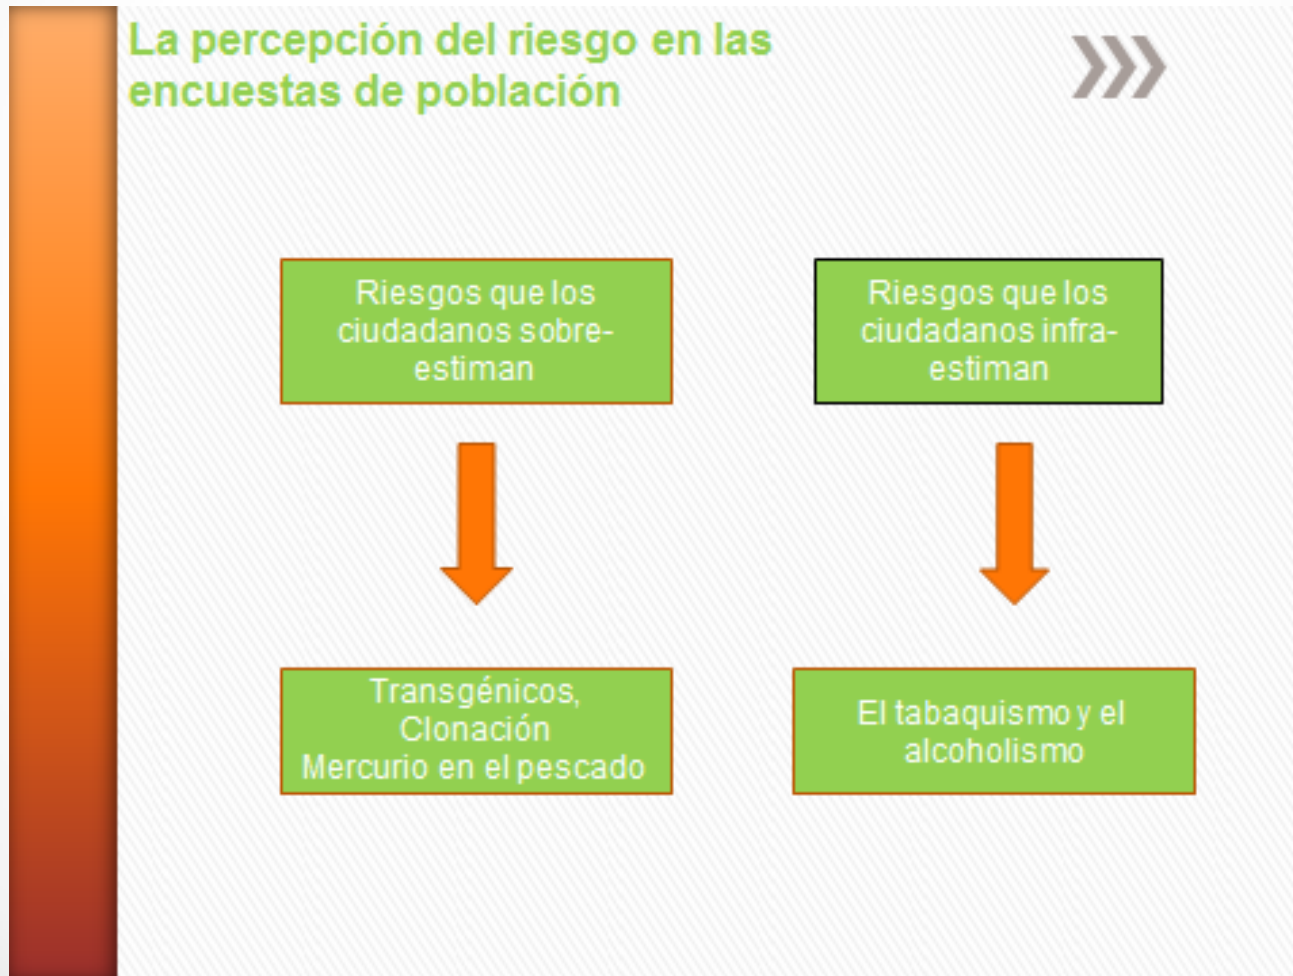 La percepción del riesgo en las
encuestas de población
Riesgos que los
ciudadanos sobre-
estiman
Riesgos que los
ciudadanos infra-
estiman
Transgénicos,
Clonación
Mercurio en el pescado
El tabaquismo y el
alcoholismo